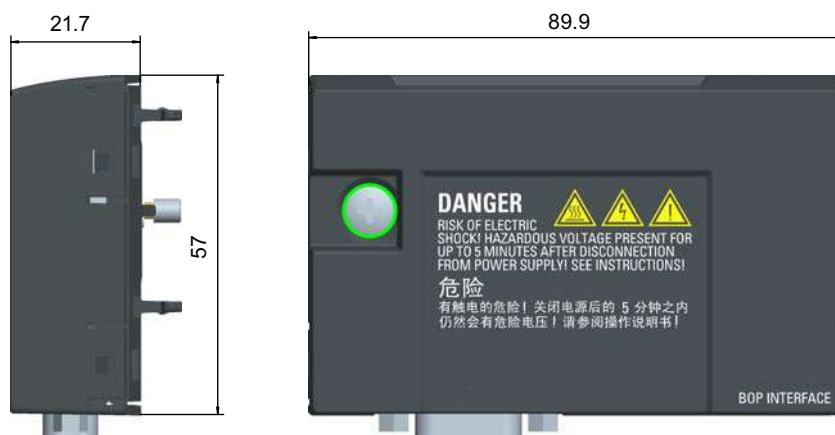 21.7
89.9
57
DANGER
RISK OF ELECTRIC
SHOCK! HAZARDOUS VOLTAGE PRESENT FOR
UP TO 5 MINUTES AFTER DISCONNECTION
FROM POWER SUPPLY! SEE INSTRUCTIONS!
危险
有触电的危险！关闭电源后的 5 分钟之内
仍然会有危险电压！请参阅操作说明书！
BOP INTERFACE